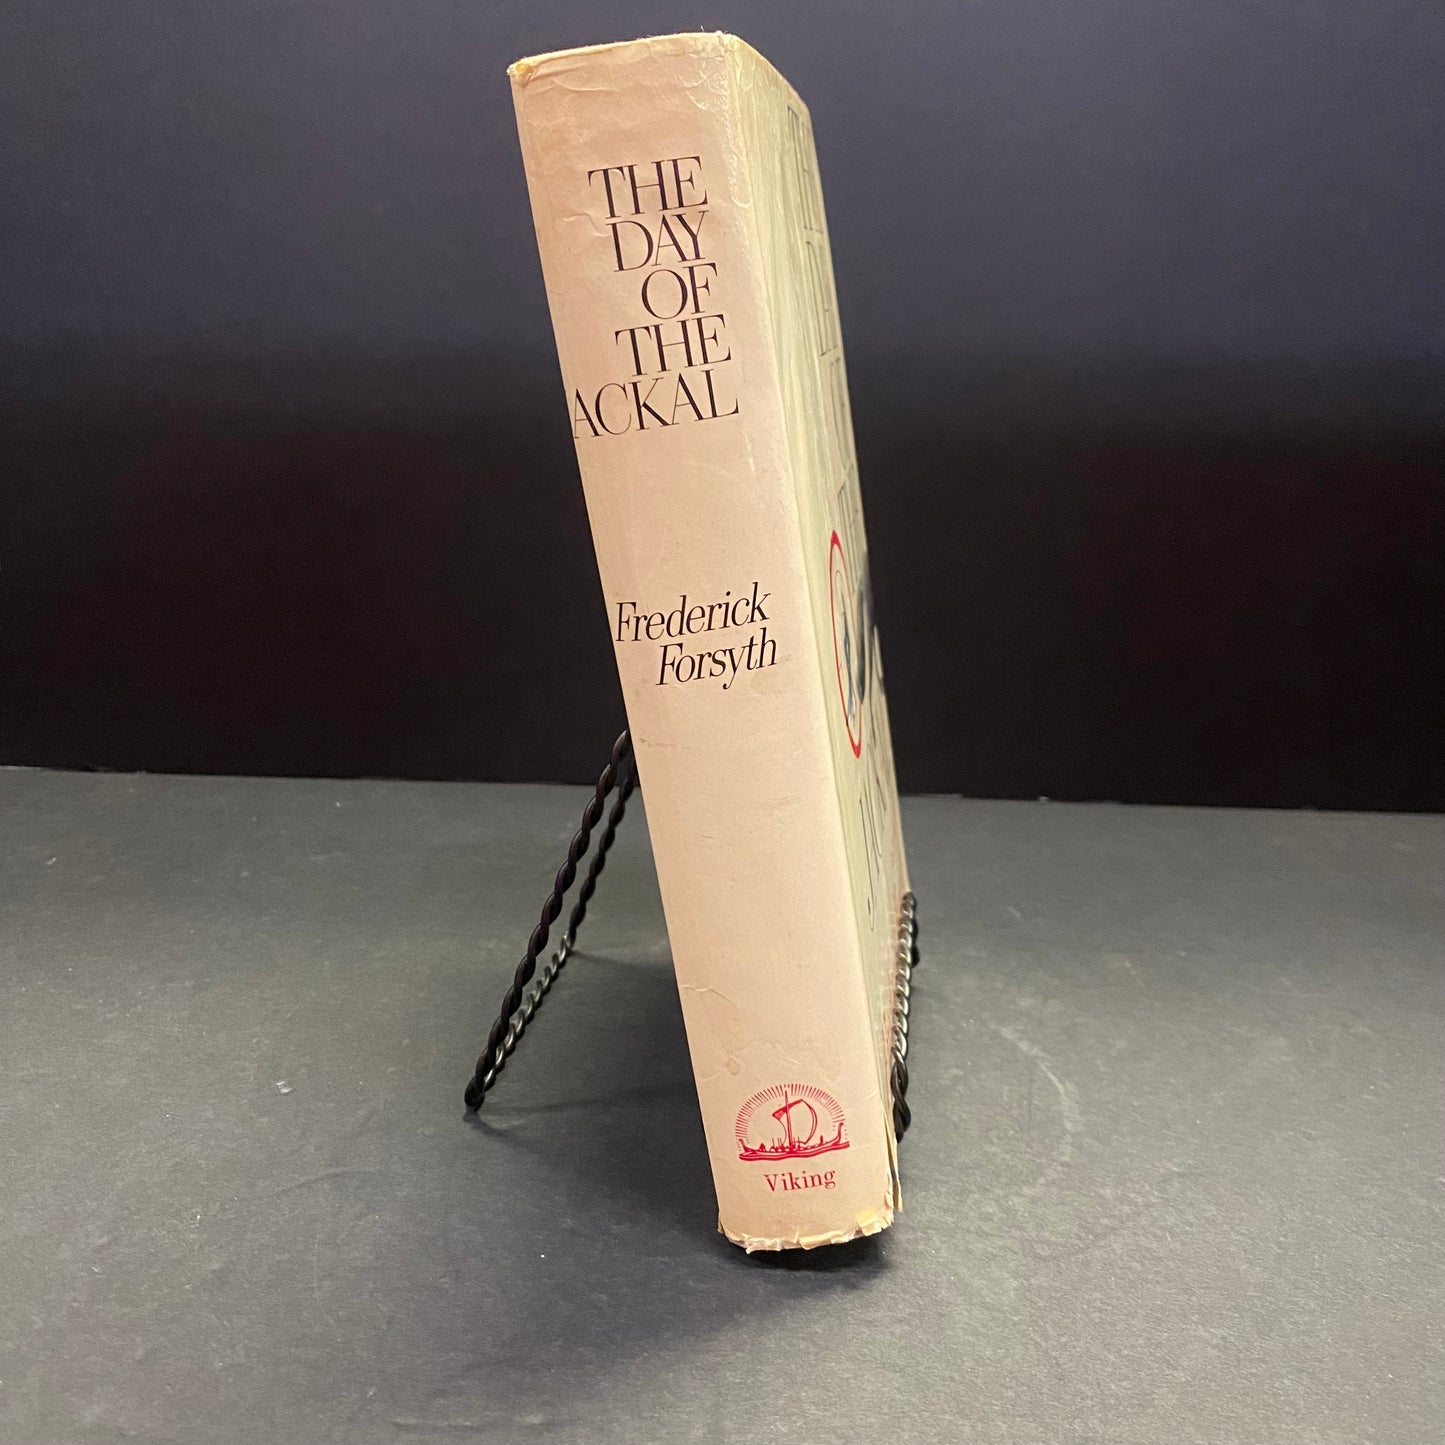 THE
DAY
OF
THE
ACKAL
Frederick
Forsyth
Viking